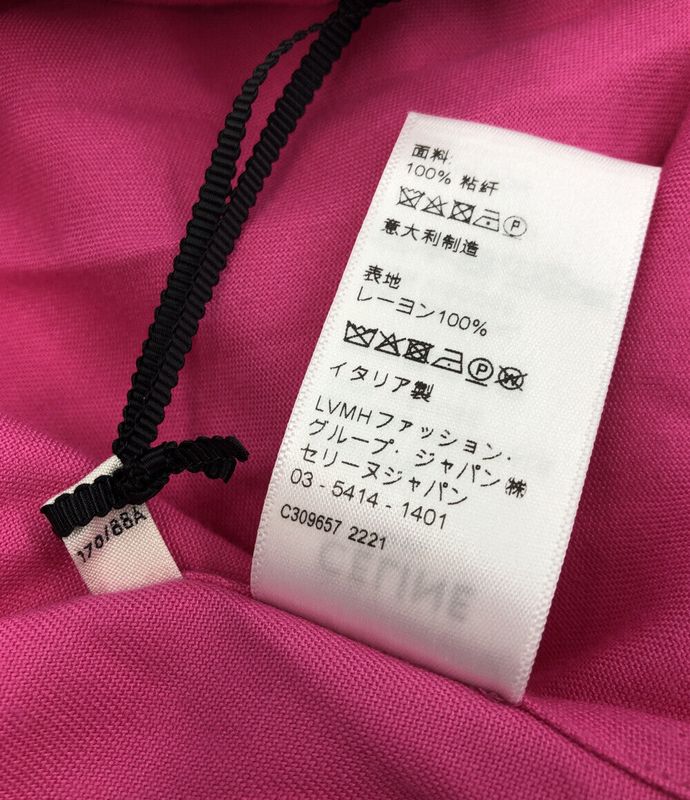 面料:
100% 粘纤
意大利制造
表地
レーヨン100%
イタリア製
LVMHファッション・
グループ・ジャパン㈱
セリーヌジャパン
03 - 5414 - 1401
C309657 2221
CELINE
170/88A